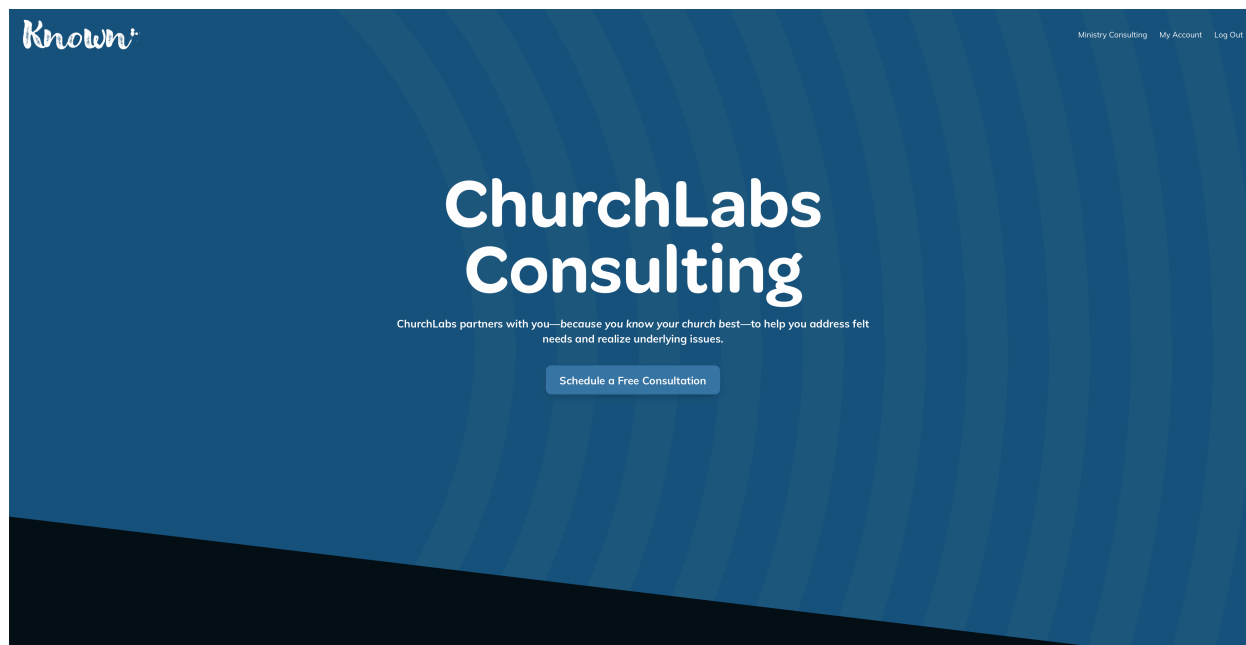 Known
Ministry Consulting My Account Log Out
ChurchLabs
Consulting
ChurchLabs partners with you—because you know your church best—to help you address felt
needs and realize underlying issues.
Schedule a Free Consultation